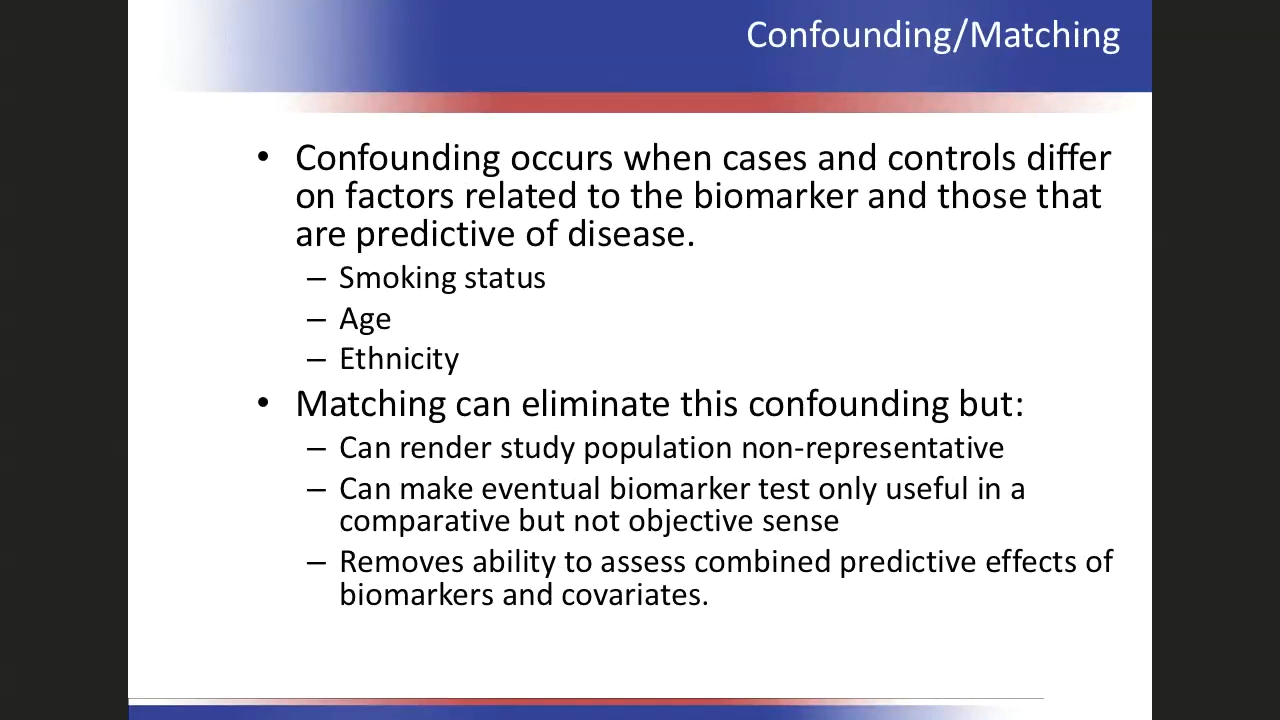 Confounding/Matching
• Confounding occurs when cases and controls differ
on factors related to the biomarker and those that
are predictive of disease.
– Smoking status
– Age
– Ethnicity
• Matching can eliminate this confounding but:
– Can render study population non-representative
– Can make eventual biomarker test only useful in a
comparative but not objective sense
– Removes ability to assess combined predictive effects of
biomarkers and covariates.